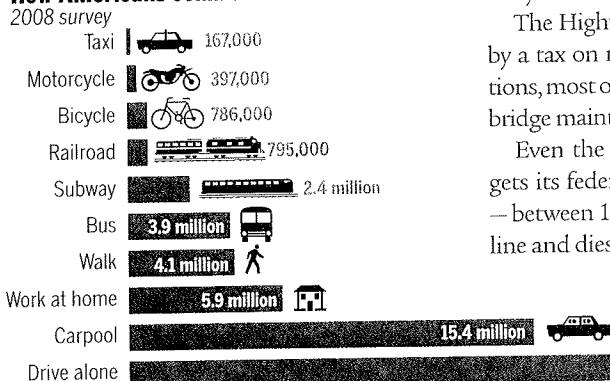 2008 survey
Taxi 167,000
Motorcycle 397,000
Bicycle 786,000
Railroad 795,000
Subway 2.4 million
Bus 3.9 million
Walk 4.1 million
Work at home 5.9 million
Carpool 15.4 million
Drive alone
The High
by a tax on
tions, most o
bridge maint
Even the
gets its feder
– between 1
line and dies